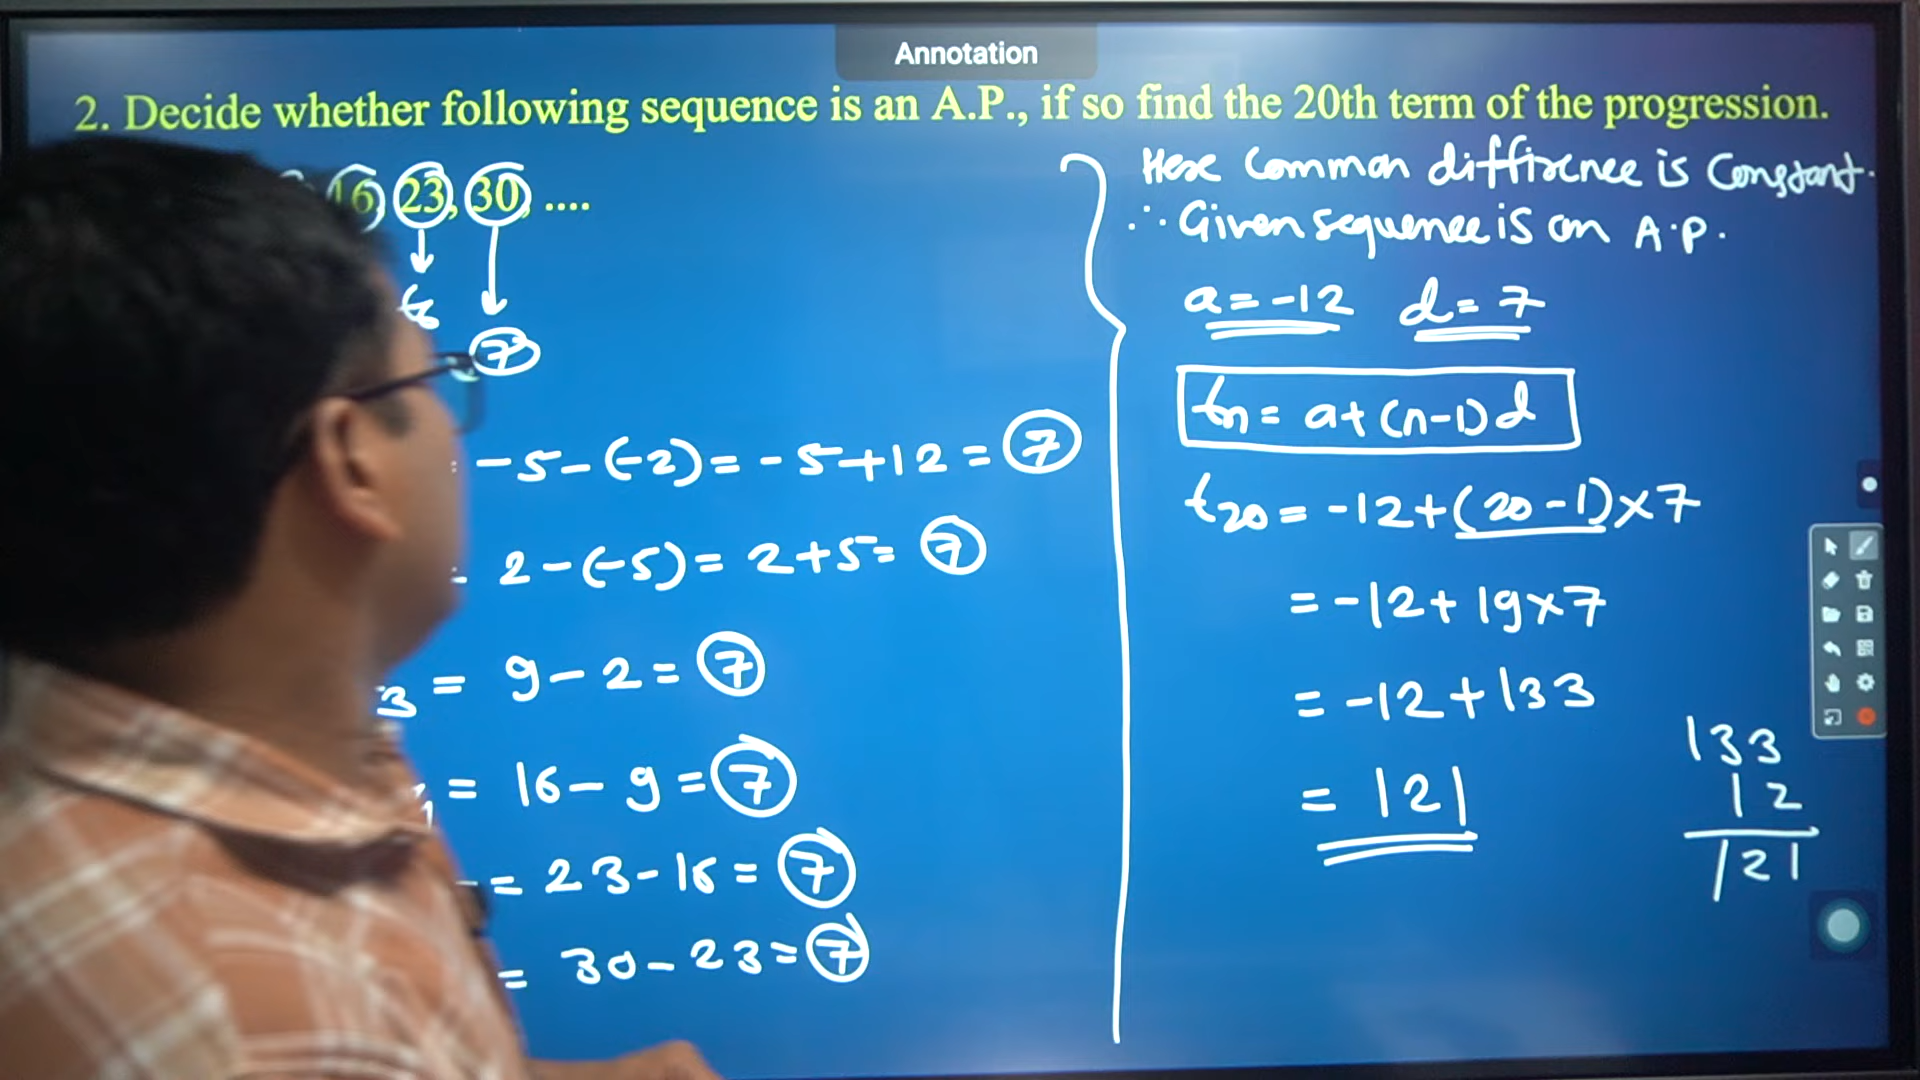 Annotation
2. Decide whether following sequence is an A.P., if so find the 20th term of the progression.
16, 23, 30, ....
7
-5-(-2) = -5+12 = 7
2-(-5) = 2+5 = 7
3 = 9-2 = 7
= 16-9 = 7
= 23-16 = 7
= 30-23 = 7
Here Common diffirence is Constant.
∴ Given sequence is an A.P.
a = -12 d = 7
tn = a+(n-1)d
t20 = -12+(20-1)×7
= -12+19×7
= -12+133
= 121
133
12
121